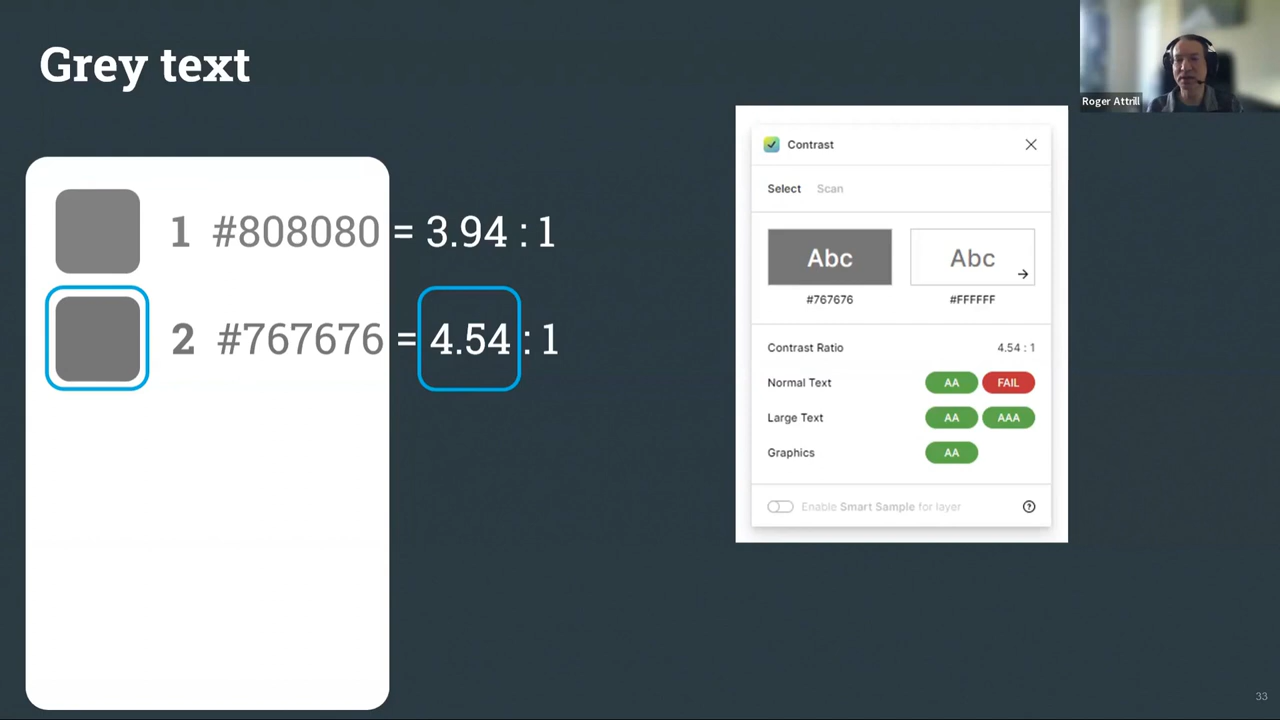 Grey text
Roger Attrill
1 #808080 = 3.94 : 1
2 #767676 = 4.54 : 1
Contrast
Select Scan
Abc Abc
#767676 #FFFFFF
Contrast Ratio 4.54 : 1
Normal Text AA FAIL
Large Text AA AAA
Graphics AA
Enable Smart Sample for layer ?
33